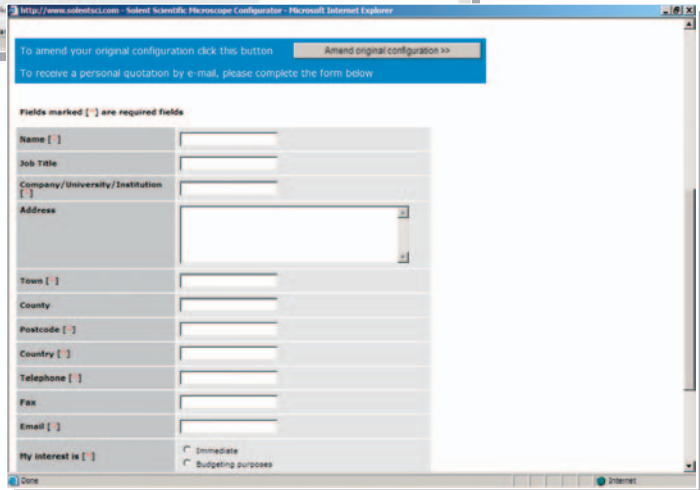 http://www.solentsci.com - Solent Scientific Microscope Configurator - Microsoft Internet Explorer
To amend your original configuration click this button
Amend original configuration >>
To receive a personal quotation by e-mail, please complete the form below
Fields marked [*] are required fields
Name [*]
Job Title
Company/University/Institution
[*]
Address
Town [*]
County
Postcode [*]
Country [*]
Telephone [*]
Fax
Email [*]
My interest is [*]
Immediate
Budgeting purposes
Done
Internet